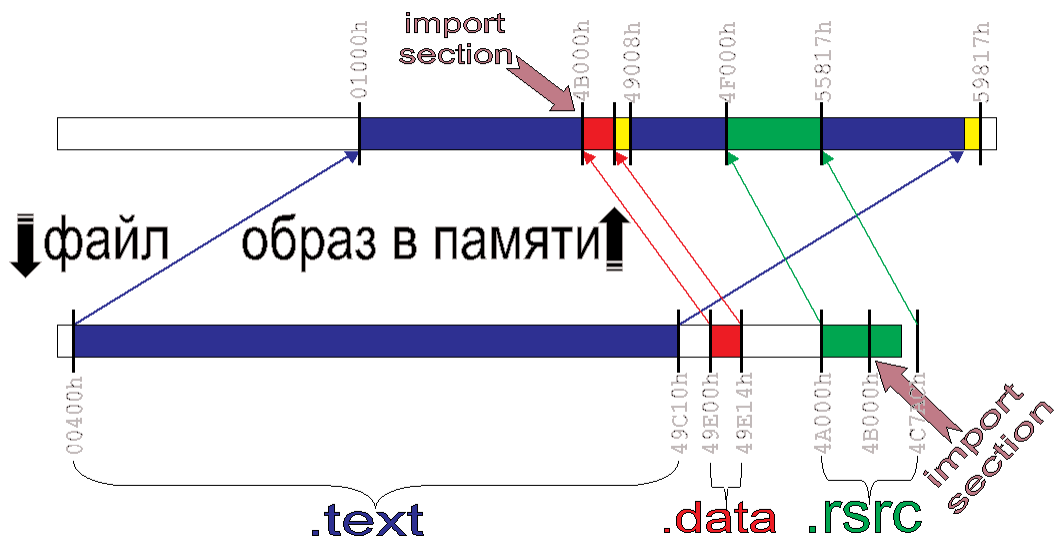 import
section
01000h
4B000h
49008h
4F000h
55817h
59817h
файл
образ в памяти
00400h
49C10h
49E00h
49E14h
4A000h
4B000h
import
section
.text
.data
.rsrc